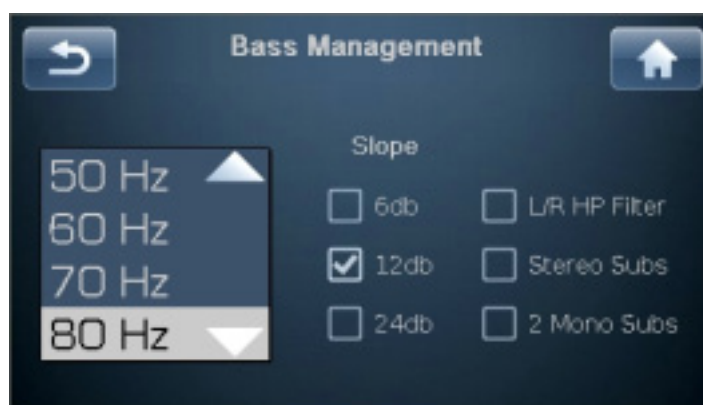 Bass Management
50 Hz
60 Hz
70 Hz
80 Hz
Slope
6db
12db
24db
L/R HP Filter
Stereo Subs
2 Mono Subs